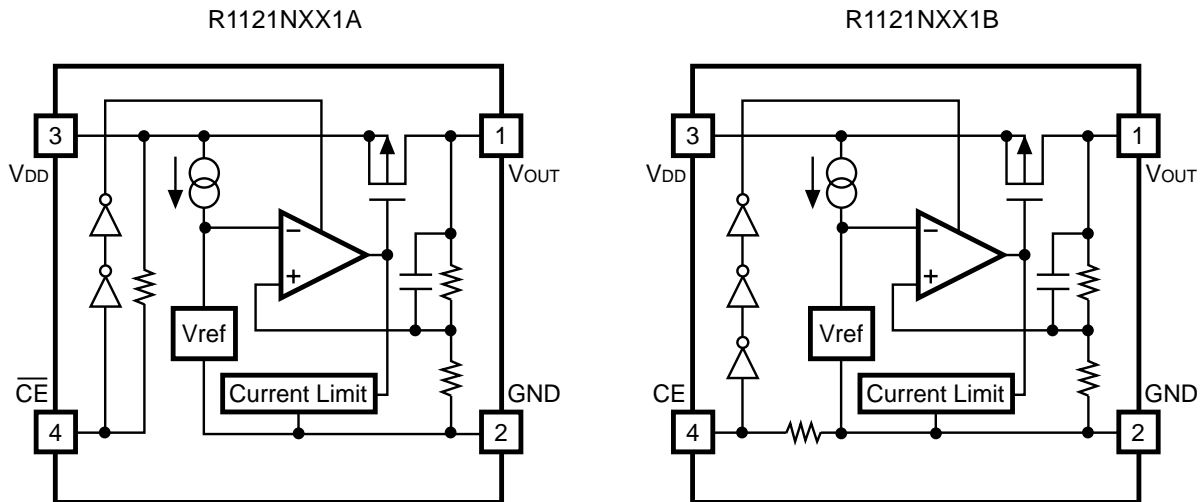 R1121NXX1A
3
VDD
1
VOUT
−
+
Vref
Current Limit
C̅E̅
4
GND
2
R1121NXX1B
3
VDD
1
VOUT
−
+
Vref
Current Limit
CE
4
GND
2